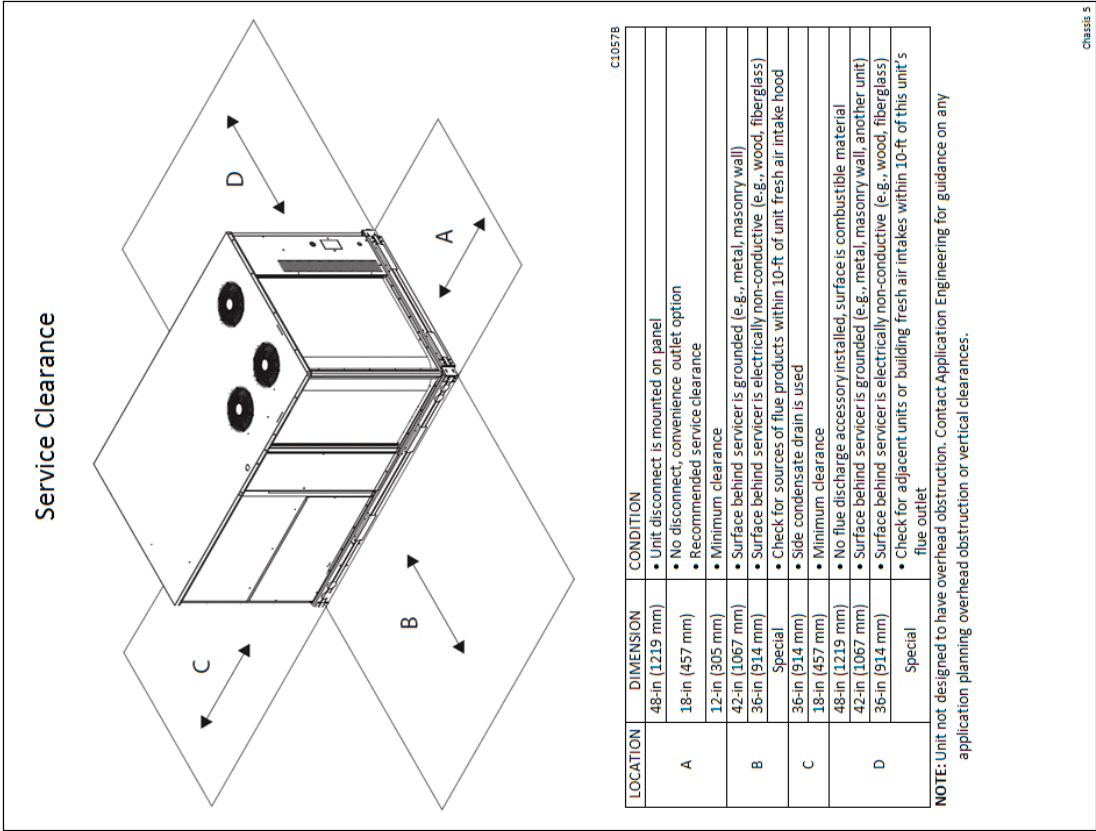 Service Clearance
C
D
B
A
C1057B
LOCATION DIMENSION CONDITION
A
48-in (1219 mm) • Unit disconnect is mounted on panel
18-in (457 mm) • No disconnect, convenience outlet option
• Recommended service clearance
12-in (305 mm) • Minimum clearance
B
42-in (1067 mm) • Surface behind servicer is grounded (e.g., metal, masonry wall)
36-in (914 mm) • Surface behind servicer is electrically non-conductive (e.g., wood, fiberglass)
Special • Check for sources of flue products within 10-ft of unit fresh air intake hood
C
36-in (914 mm) • Side condensate drain is used
18-in (457 mm) • Minimum clearance
D
48-in (1219 mm) • No flue discharge accessory installed, surface is combustible material
42-in (1067 mm) • Surface behind servicer is grounded (e.g., metal, masonry wall, another unit)
36-in (914 mm) • Surface behind servicer is electrically non-conductive (e.g., wood, fiberglass)
Special • Check for adjacent units or building fresh air intakes within 10-ft of this unit's
flue outlet
NOTE: Unit not designed to have overhead obstruction. Contact Application Engineering for guidance on any
application planning overhead obstruction or vertical clearances.
Chassis 5